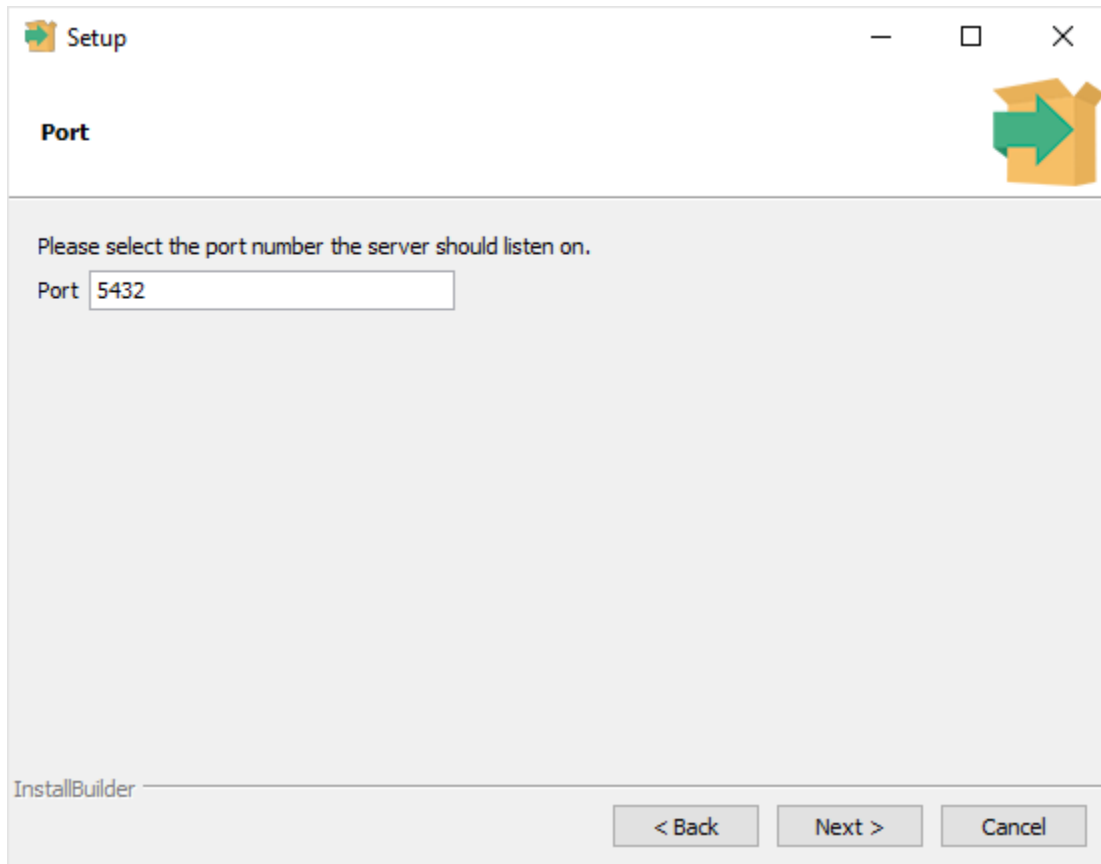 Setup
Port
Please select the port number the server should listen on.
Port 5432
InstallBuilder
< Back Next > Cancel